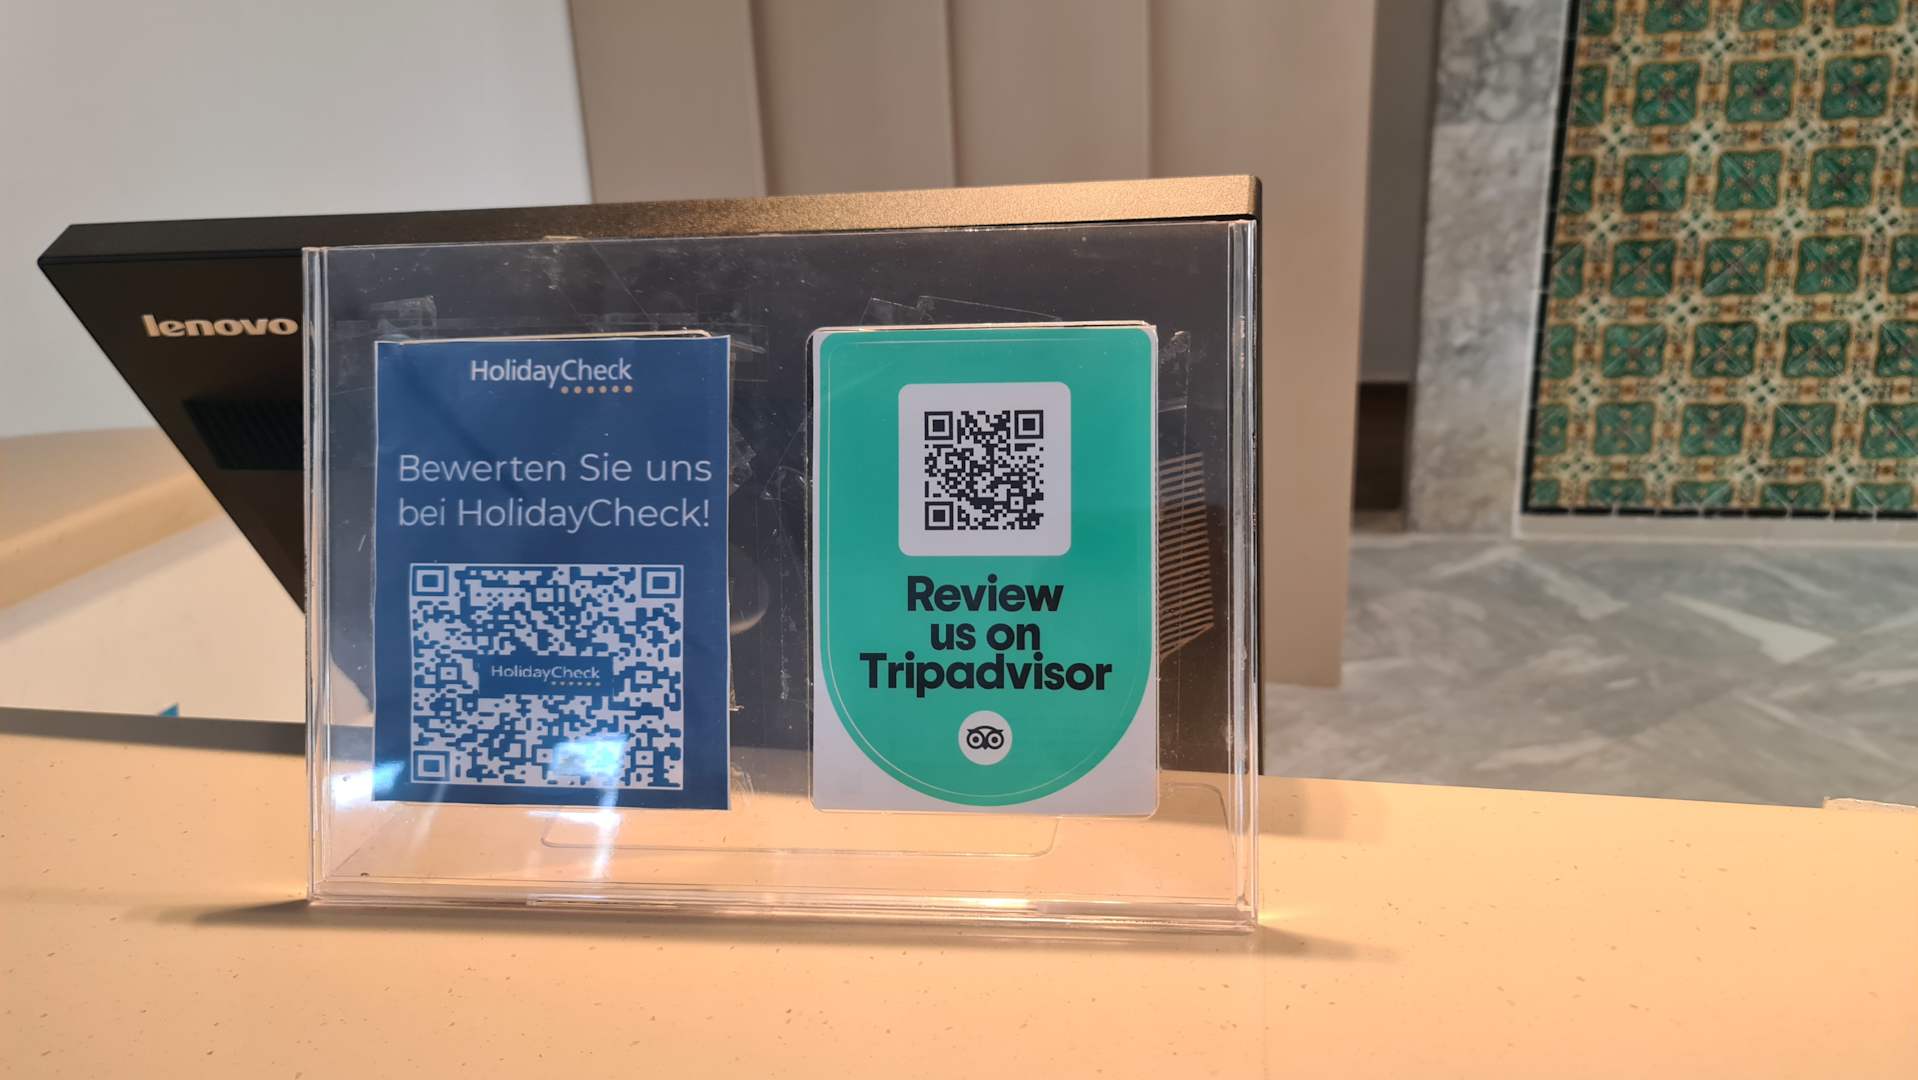 lenovo
HolidayCheck
Bewerten Sie uns
bei HolidayCheck!
HolidayCheck
Review
us on
Tripadvisor